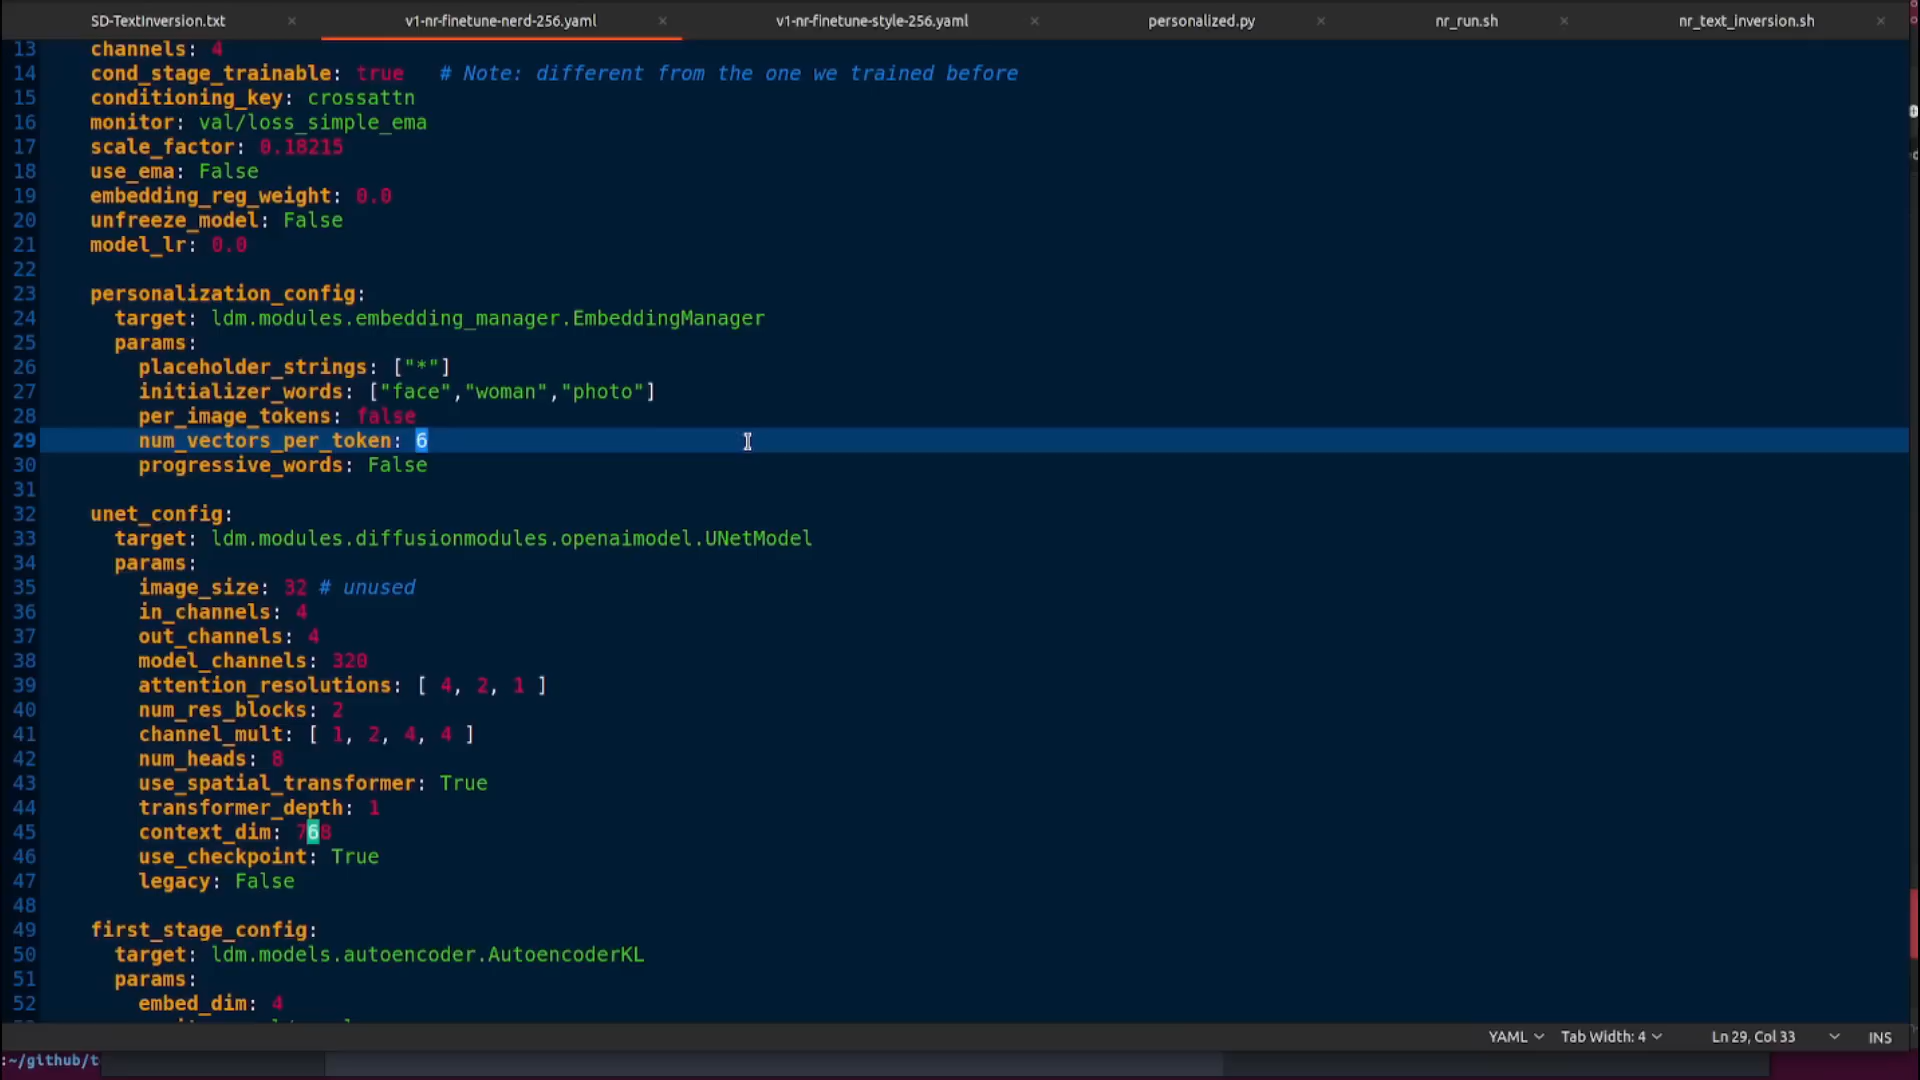 SD-TextInversion.txt × v1-nr-finetune-nerd-256.yaml × v1-nr-finetune-style-256.yaml × personalized.py × nr_run.sh × nr_text_inversion.sh ×
13 channels: 4
14 cond_stage_trainable: true # Note: different from the one we trained before
15 conditioning_key: crossattn
16 monitor: val/loss_simple_ema
17 scale_factor: 0.18215
18 use_ema: False
19 embedding_reg_weight: 0.0
20 unfreeze_model: False
21 model_lr: 0.0
22
23 personalization_config:
24 target: ldm.modules.embedding_manager.EmbeddingManager
25 params:
26 placeholder_strings: ["*"]
27 initializer_words: ["face","woman","photo"]
28 per_image_tokens: false
29 num_vectors_per_token: 6
30 progressive_words: False
31
32 unet_config:
33 target: ldm.modules.diffusionmodules.openaimodel.UNetModel
34 params:
35 image_size: 32 # unused
36 in_channels: 4
37 out_channels: 4
38 model_channels: 320
39 attention_resolutions: [ 4, 2, 1 ]
40 num_res_blocks: 2
41 channel_mult: [ 1, 2, 4, 4 ]
42 num_heads: 8
43 use_spatial_transformer: True
44 transformer_depth: 1
45 context_dim: 768
46 use_checkpoint: True
47 legacy: False
48
49 first_stage_config:
50 target: ldm.models.autoencoder.AutoencoderKL
51 params:
52 embed_dim: 4
YAML Tab Width: 4 Ln 29, Col 33 INS
:~/github/t